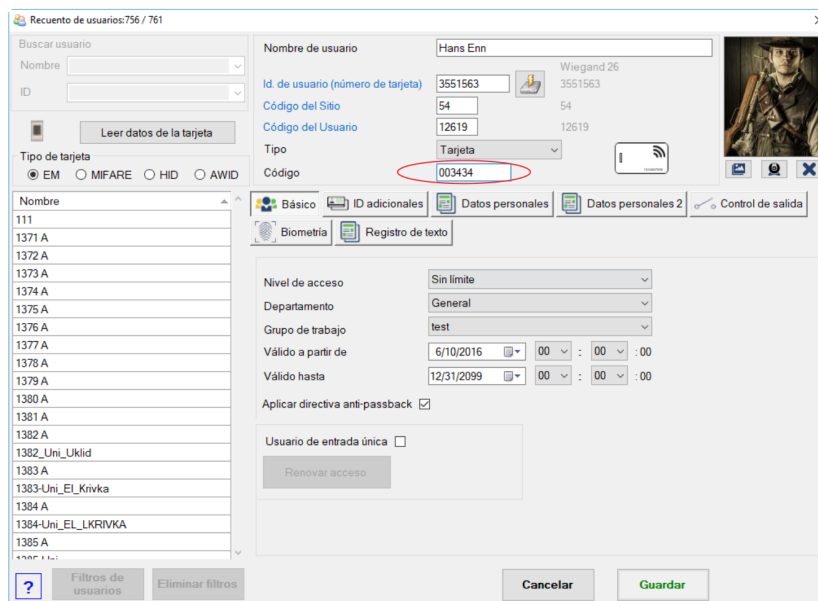 Recuento de usuarios:756 / 761
Buscar usuario
Nombre
ID
Leer datos de la tarjeta
Tipo de tarjeta
EM MIFARE HID AWID
Nombre
111
1371 A
1372 A
1373 A
1374 A
1375 A
1376 A
1377 A
1378 A
1379 A
1380 A
1381 A
1382 A
1382_Uni_Uklid
1383 A
1383-Uni_El_Krivka
1384 A
1384-Uni_EL_LKRIVKA
1385 A
1385-Uni
?
Filtros de usuarios
Eliminar filtros
Nombre de usuario Hans Enn
Wiegand 26
Id. de usuario (número de tarjeta) 3551563 3551563
Código del Sitio 54 54
Código del Usuario 12619 12619
Tipo Tarjeta
Código 003434
Básico ID adicionales Datos personales Datos personales 2 Control de salida
Biometría Registro de texto
Nivel de acceso Sin límite
Departamento General
Grupo de trabajo test
Válido a partir de 6/10/2016 00 : 00 :00
Válido hasta 12/31/2099 00 : 00 :00
Aplicar directiva anti-passback
Usuario de entrada única
Renovar acceso
Cancelar Guardar